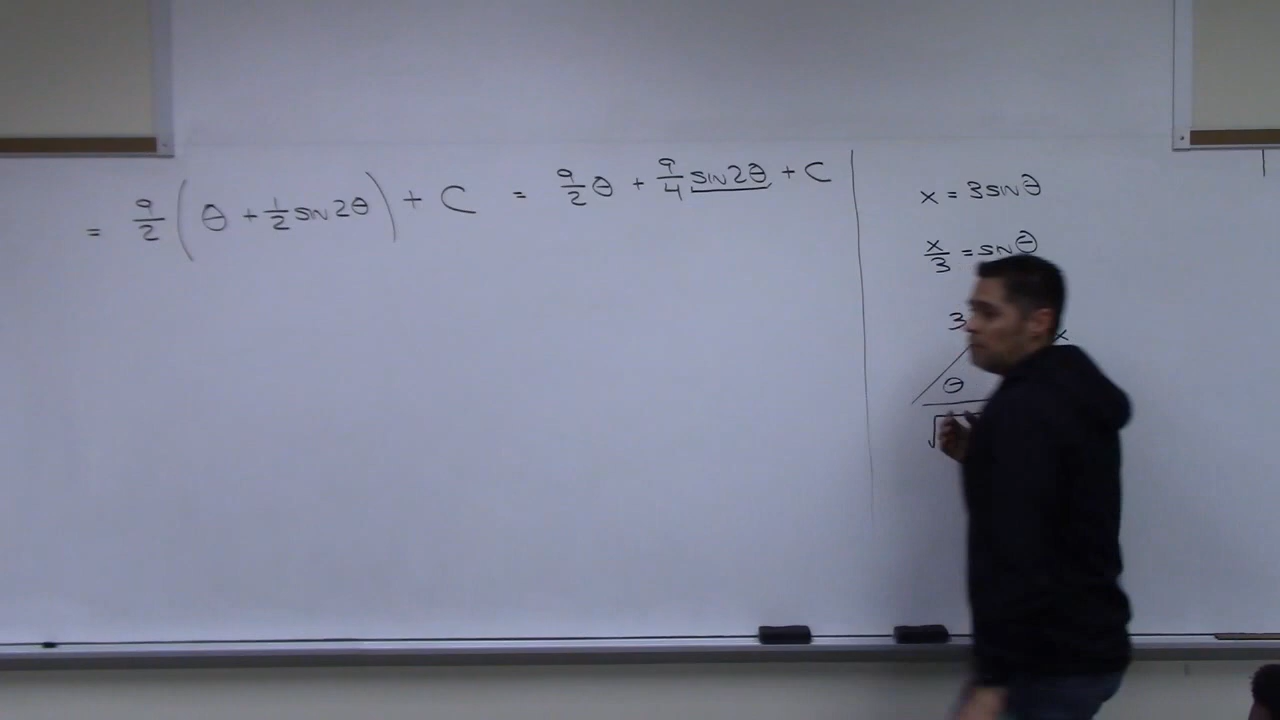 = 9/2 ( θ + 1/2 sin 2θ ) + C = 9/2 θ + 9/4 sin 2θ + C
x = 3 sin θ
x/3 = sin θ
3 x
θ
√